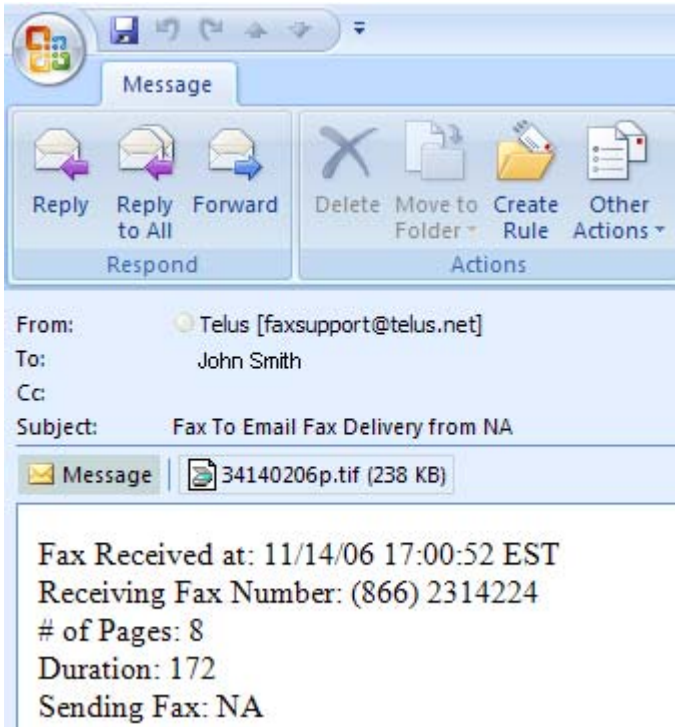 Message
Reply
Reply to All
Forward
Delete
Move to Folder
Create Rule
Other Actions
Respond
Actions
From: Telus [faxsupport@telus.net]
To: John Smith
Cc:
Subject: Fax To Email Fax Delivery from NA
Message
34140206p.tif (238 KB)
Fax Received at: 11/14/06 17:00:52 EST
Receiving Fax Number: (866) 2314224
# of Pages: 8
Duration: 172
Sending Fax: NA